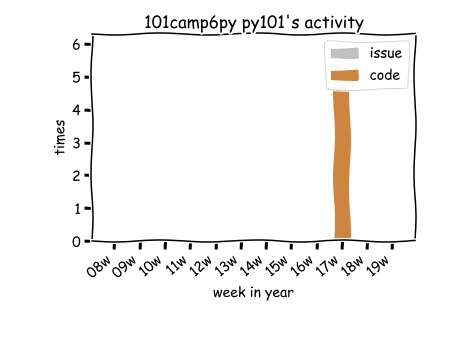 101camp6py py101's activity
issue
code
6
5
4
3
2
1
0
times
08w 09w 10w 11w 12w 13w 14w 15w 16w 17w 18w 19w
week in year